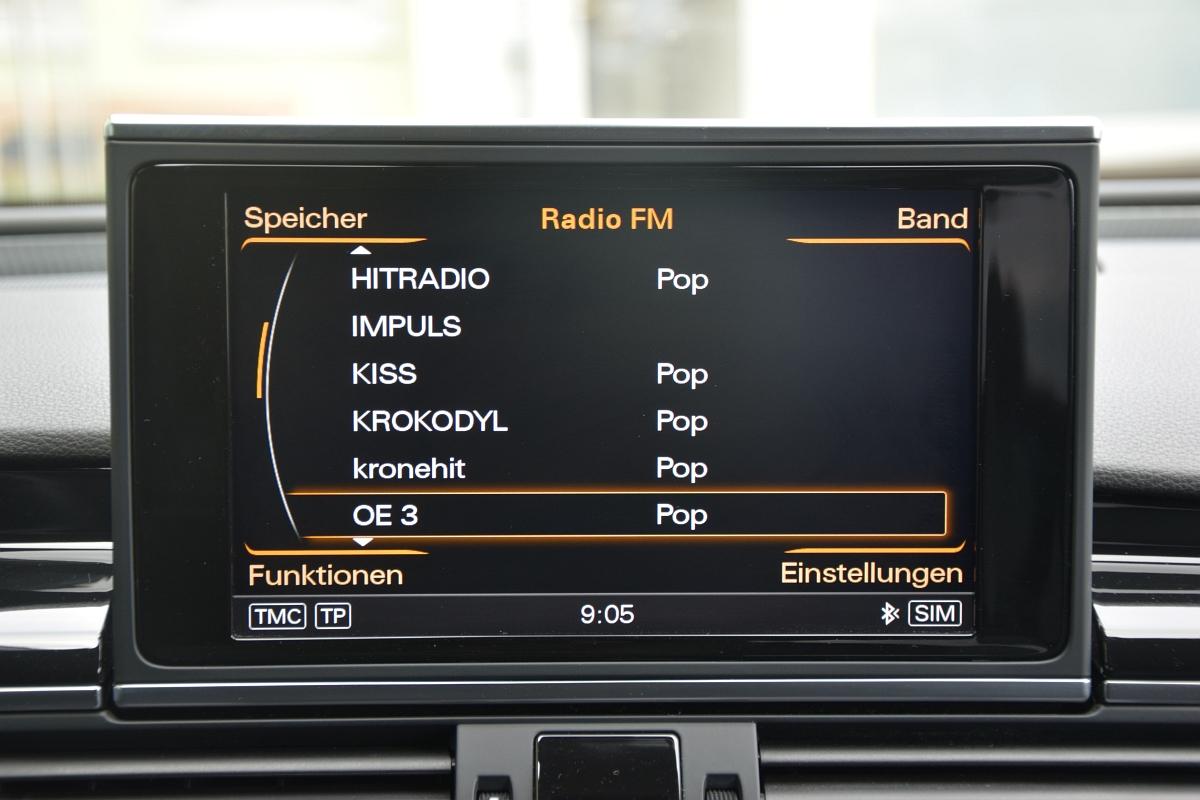 Speicher Radio FM Band
HITRADIO Pop
IMPULS
KISS Pop
KROKODYL Pop
kronehit Pop
OE 3 Pop
Funktionen Einstellungen
TMC TP 9:05 SIM